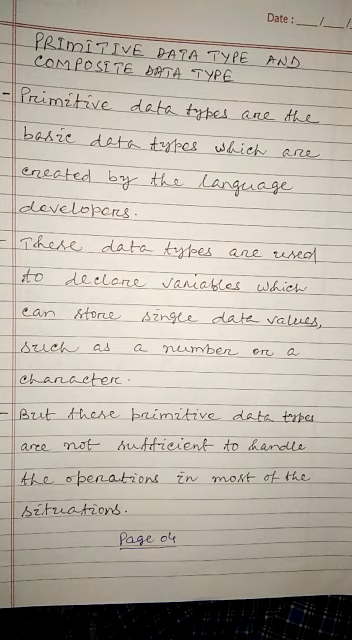 Date: __/__/
PRIMITIVE DATA TYPE AND
COMPOSITE DATA TYPE
- Primitive data types are the
basic data types which are
created by the language
developers.
- These data types are used
to declare variables which
can store single data values,
such as a number or a
character.
- But these primitive data types
are not sufficient to handle
the operations in most of the
situations.
Page 04